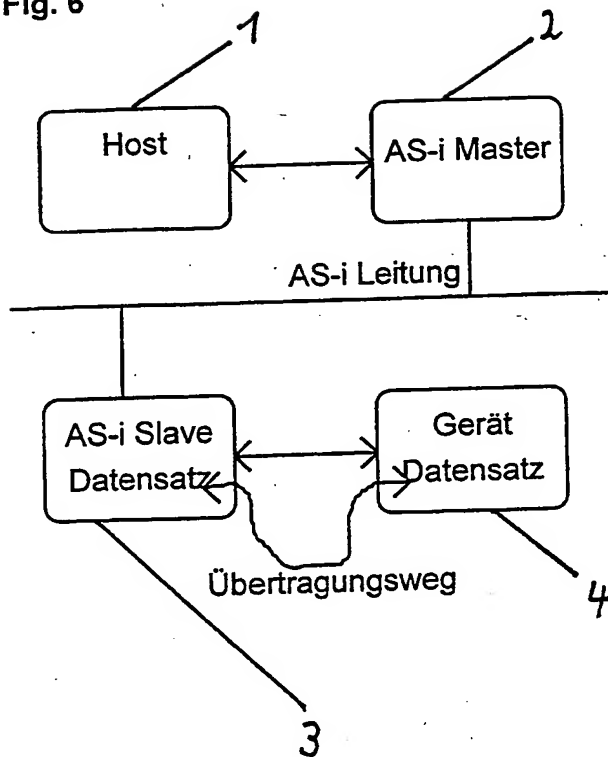 Fig. 6
1
2
Host
AS-i Master
AS-i Leitung
AS-i Slave
Datensatz
Gerät
Datensatz
Übertragungsweg
4
3